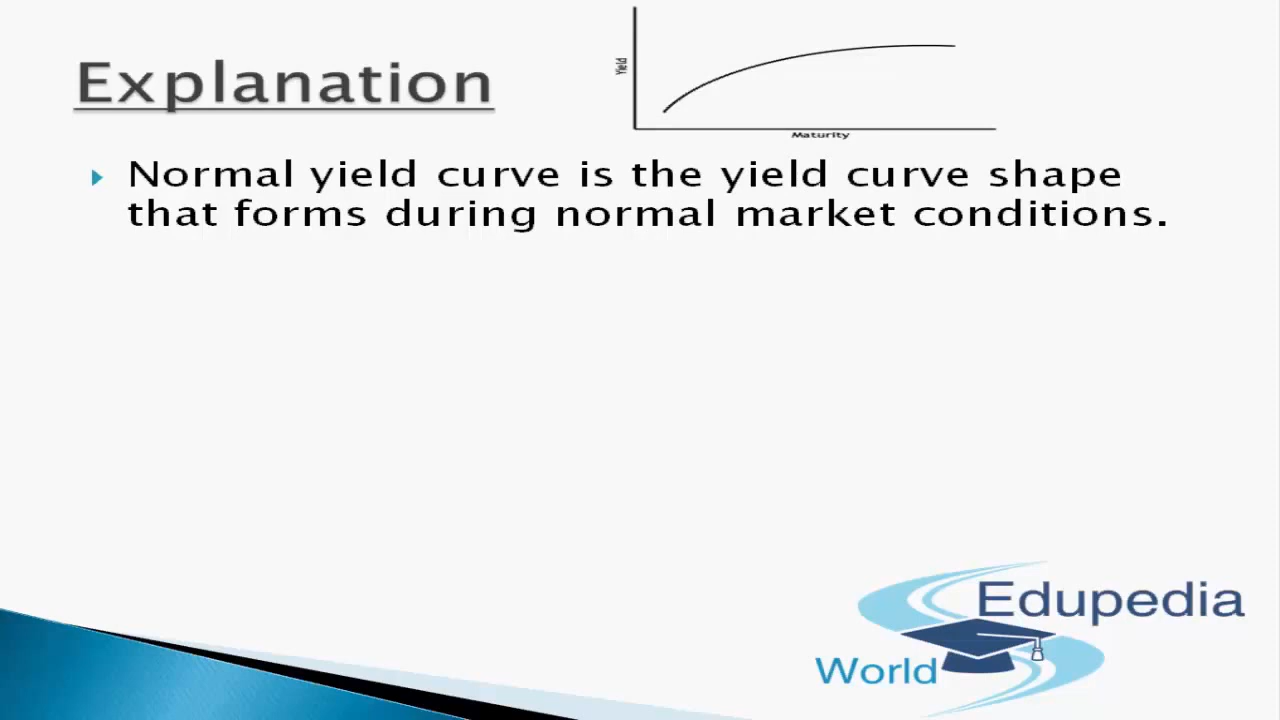 Explanation
Yield
Maturity
Normal yield curve is the yield curve shape
that forms during normal market conditions.
Edupedia
World